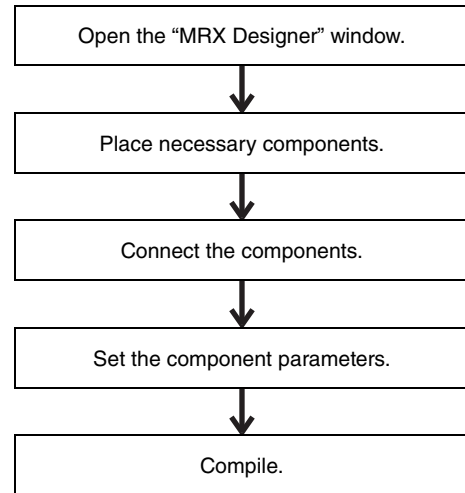 Open the “MRX Designer” window.
Place necessary components.
Connect the components.
Set the component parameters.
Compile.